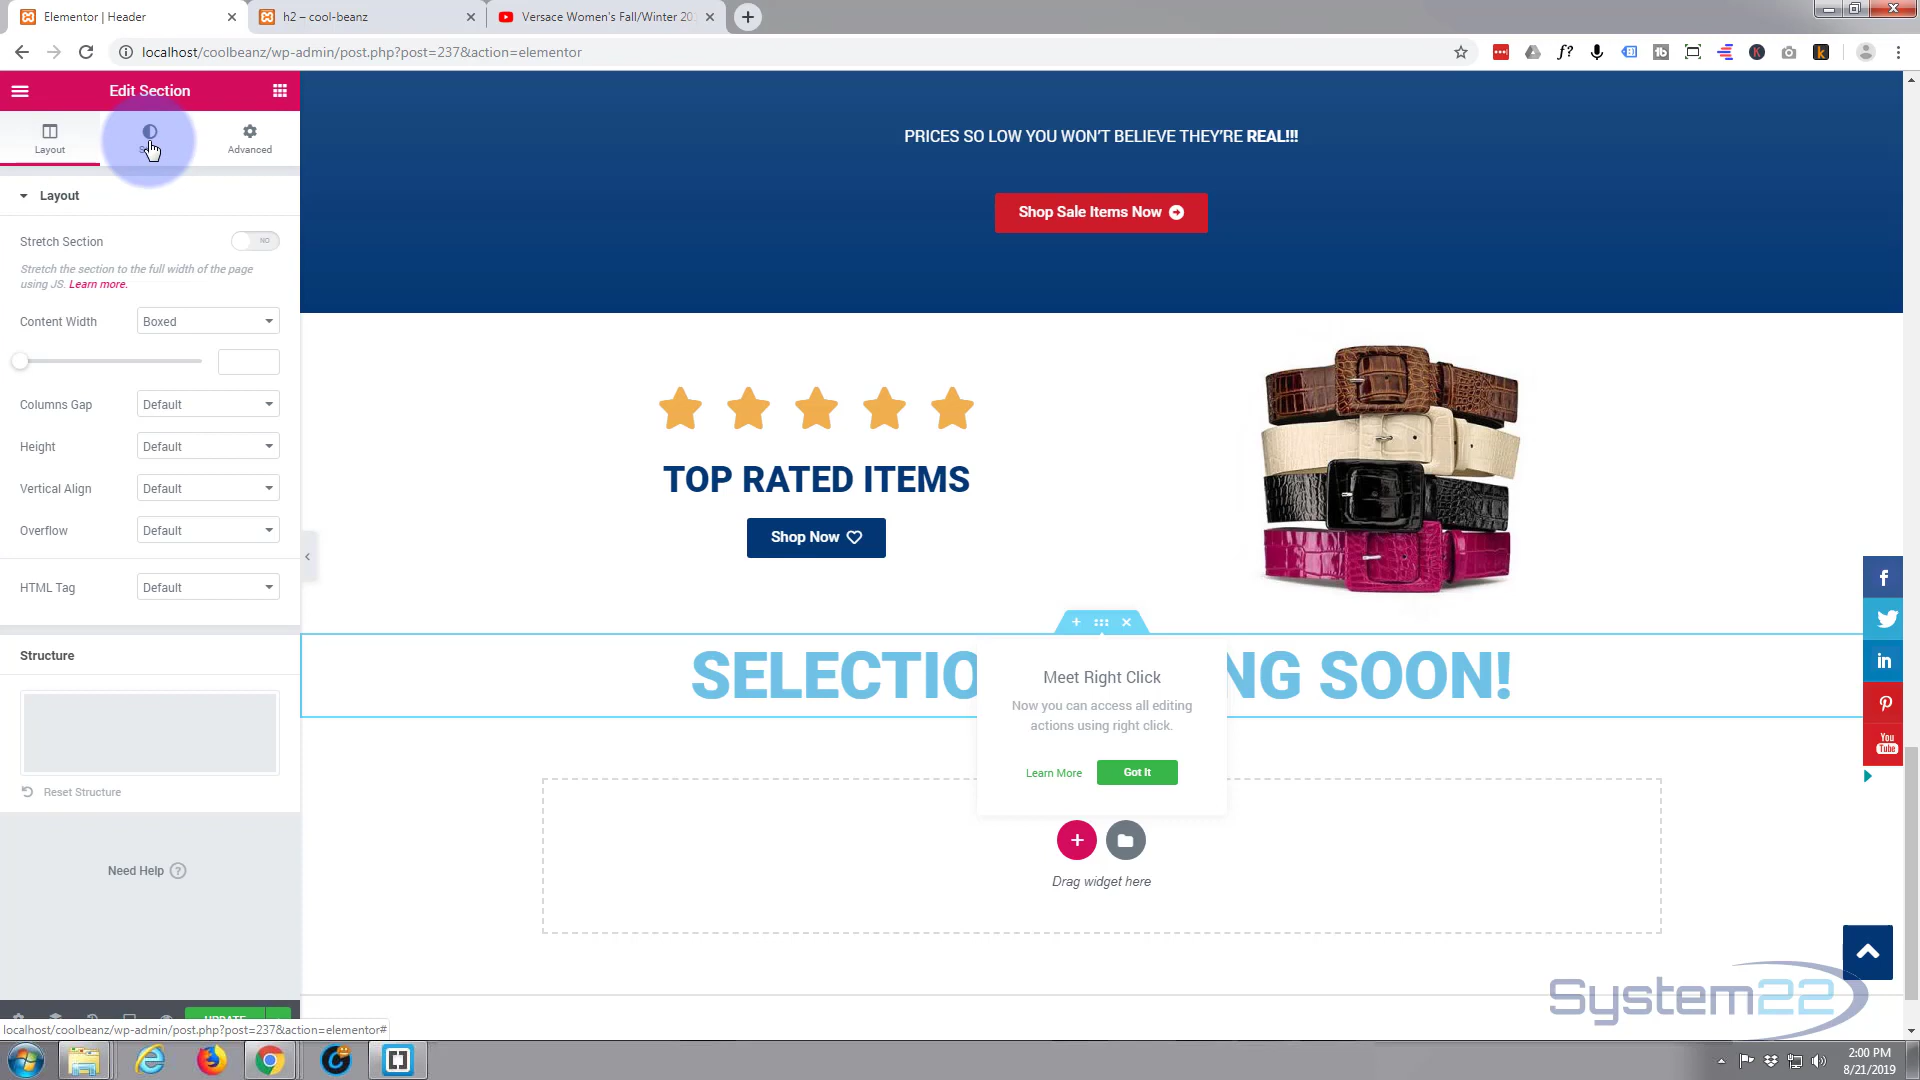 Elementor | Header
h2 – cool-beanz
Versace Women's Fall/Winter 20
localhost/coolbeanz/wp-admin/post.php?post=237&action=elementor
Edit Section
Layout
Advanced
Layout
Stretch Section
NO
Stretch the section to the full width of the page
using JS. Learn more.
Content Width
Boxed
Columns Gap
Default
Height
Default
Vertical Align
Default
Overflow
Default
HTML Tag
Default
Structure
Reset Structure
Need Help ?
UPDATE
localhost/coolbeanz/wp-admin/post.php?post=237&action=elementor#
PRICES SO LOW YOU WON'T BELIEVE THEY'RE REAL!!!
Shop Sale Items Now
TOP RATED ITEMS
Shop Now
SELECTIO
NG SOON!
Meet Right Click
Now you can access all editing
actions using right click.
Learn More
Got It
Drag widget here
You
Tube
System22
2:00 PM
8/21/2019